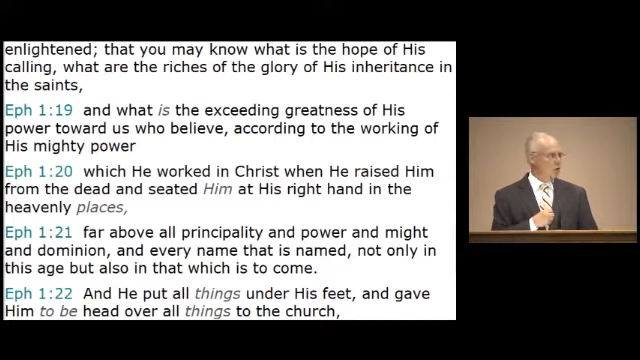 enlightened; that you may know what is the hope of His
calling, what are the riches of the glory of His inheritance in
the saints,
Eph 1:19 and what is the exceeding greatness of His
power toward us who believe, according to the working of
His mighty power
Eph 1:20 which He worked in Christ when He raised Him
from the dead and seated Him at His right hand in the
heavenly places,
Eph 1:21 far above all principality and power and might
and dominion, and every name that is named, not only in
this age but also in that which is to come.
Eph 1:22 And He put all things under His feet, and gave
Him to be head over all things to the church,